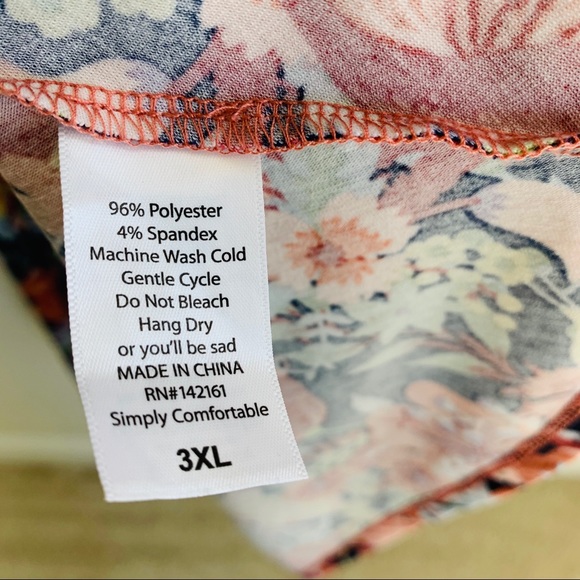 96% Polyester
4% Spandex
Machine Wash Cold
Gentle Cycle
Do Not Bleach
Hang Dry
or you'll be sad
MADE IN CHINA
RN#142161
Simply Comfortable
3XL